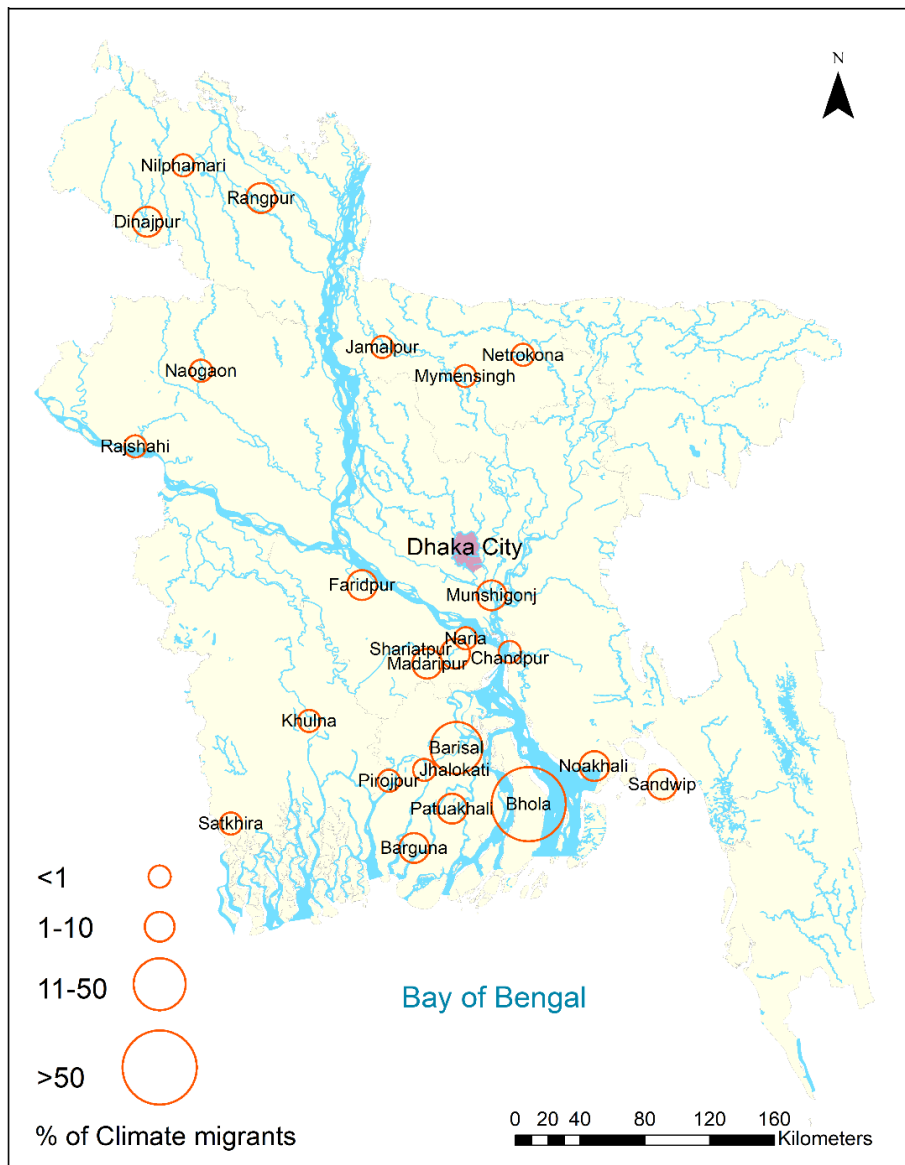 N
Nilphamari
Rangpur
Dinajpur
Jamalpur
Netrokona
Naogaon
Mymensingh
Rajshahi
Dhaka City
Faridpur
Munshigonj
Naria
Shariatpur
Chandpur
Madaripur
Khulna
Barisal
Noakhali
Jhalokati
Pirojpur
Sandwip
Bhola
Patuakhali
Satkhira
Barguna
<1
1-10
11-50
>50
% of Climate migrants
Bay of Bengal
0 20 40 80 120 160
Kilometers